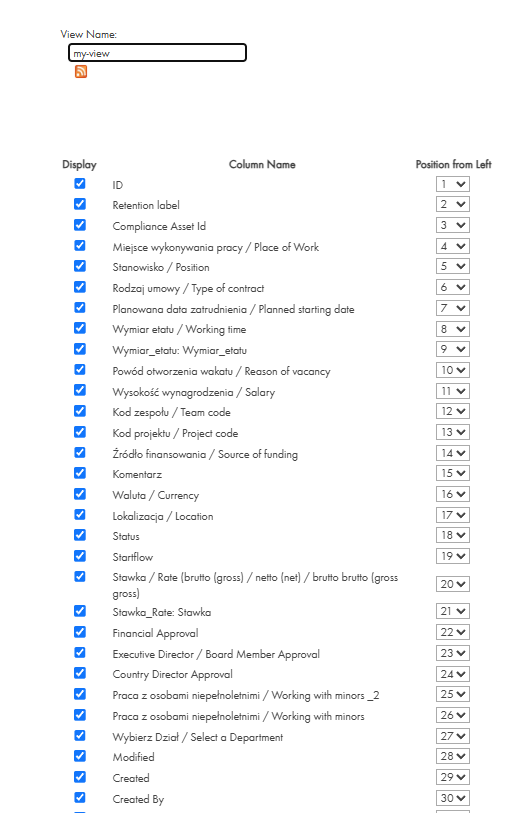 View Name:
my-view
Display Column Name Position from Left
ID 1
Retention label 2
Compliance Asset Id 3
Miejsce wykonywania pracy / Place of Work 4
Stanowisko / Position 5
Rodzaj umowy / Type of contract 6
Planowana data zatrudnienia / Planned starting date 7
Wymiar etatu / Working time 8
Wymiar_etatu: Wymiar_etatu 9
Powód otworzenia wakatu / Reason of vacancy 10
Wysokość wynagrodzenia / Salary 11
Kod zespołu / Team code 12
Kod projektu / Project code 13
Źródło finansowania / Source of funding 14
Komentarz 15
Waluta / Currency 16
Lokalizacja / Location 17
Status 18
Startflow 19
Stawka / Rate (brutto (gross) / netto (net) / brutto brutto (gross 20
gross)
Stawka_Rate: Stawka 21
Financial Approval 22
Executive Director / Board Member Approval 23
Country Director Approval 24
Praca z osobami niepełnoletnimi / Working with minors _2 25
Praca z osobami niepełnoletnimi / Working with minors 26
Wybierz Dział / Select a Department 27
Modified 28
Created 29
Created By 30